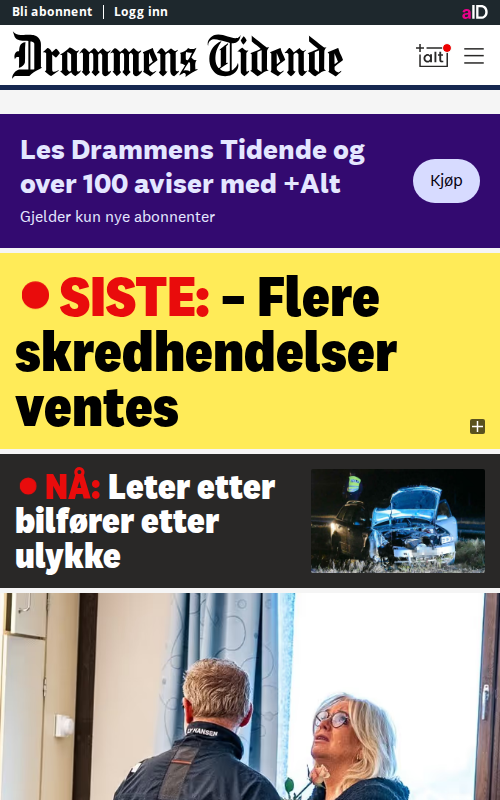 Bli abonnent | Logg inn
aID
Drammens Tidende
+alt
Les Drammens Tidende og
over 100 aviser med +Alt
Gjelder kun nye abonnenter
Kjøp
SISTE: – Flere
skredhendelser
ventes
NÅ: Leter etter
bilfører etter
ulykke
LY HANSEN